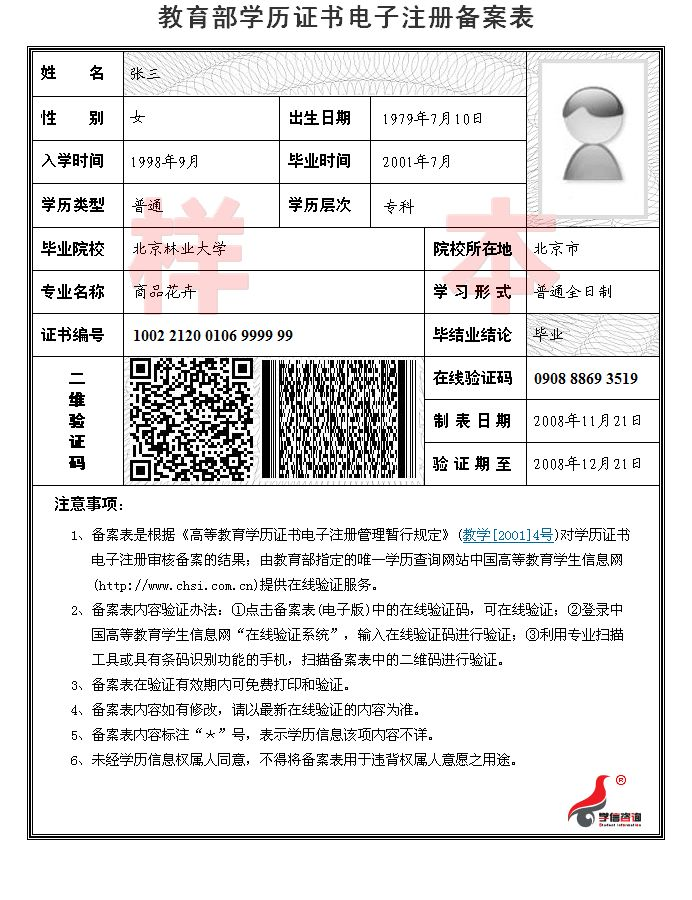 教育部学历证书电子注册备案表
姓 名 张三
性 别 女 出生日期 1979年7月10日
入学时间 1998年9月 毕业时间 2001年7月
学历类型 普通 学历层次 专科
毕业院校 北京林业大学 院校所在地 北京市
样 本
专业名称 商品花卉 学习形式 普通全日制
证书编号 1002 2120 0106 9999 99 毕结业结论 毕业
二维验证码 在线验证码 0908 8869 3519
制表日期 2008年11月21日
验证期至 2008年12月21日
注意事项：
1、备案表是根据《高等教育学历证书电子注册管理暂行规定》(教学[2001]4号)对学历证书
电子注册审核备案的结果；由教育部指定的唯一学历查询网站中国高等教育学生信息网
(http://www.chsi.com.cn)提供在线验证服务。
2、备案表内容验证办法：①点击备案表(电子版)中的在线验证码，可在线验证；②登录中
国高等教育学生信息网“在线验证系统”，输入在线验证码进行验证；③利用专业扫描
工具或具有条码识别功能的手机，扫描备案表中的二维码进行验证。
3、备案表在验证有效期内可免费打印和验证。
4、备案表内容如有修改，请以最新在线验证的内容为准。
5、备案表内容标注“＊”号，表示学历信息该项内容不详。
6、未经学历信息权属人同意，不得将备案表用于违背权属人意愿之用途。
®
学信咨询
Student Information